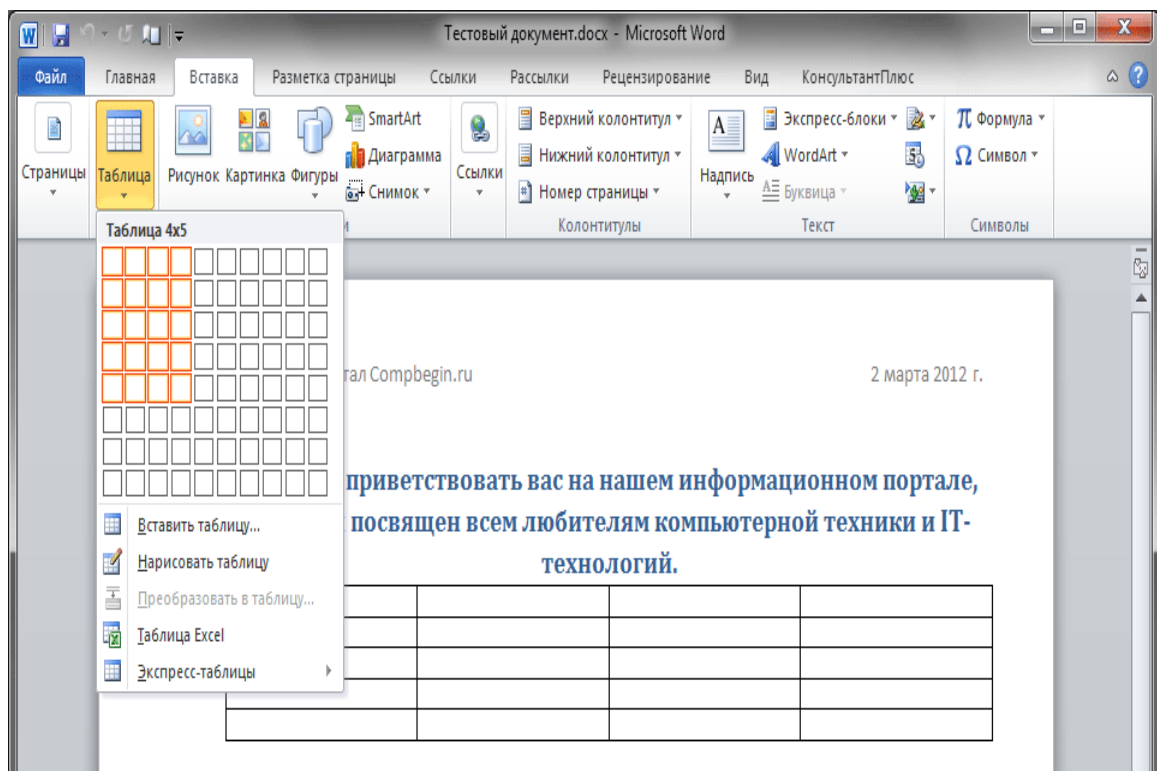 Тестовый документ.docx - Microsoft Word
Файл Главная Вставка Разметка страницы Ссылки Рассылки Рецензирование Вид КонсультантПлюс
Страницы Таблица Рисунок Картинка Фигуры SmartArt Диаграмма Снимок Ссылки Верхний колонтитул Нижний колонтитул Номер страницы Надпись Экспресс-блоки WordArt Буквица Формула Символ
Колонтитулы Текст Символы
Таблица 4x5
Вставить таблицу...
Нарисовать таблицу
Преобразовать в таблицу...
Таблица Excel
Экспресс-таблицы
Compbegin.ru 2 марта 2012 г.
приветствовать вас на нашем информационном портале,
посвящен всем любителям компьютерной техники и IT-
технологий.